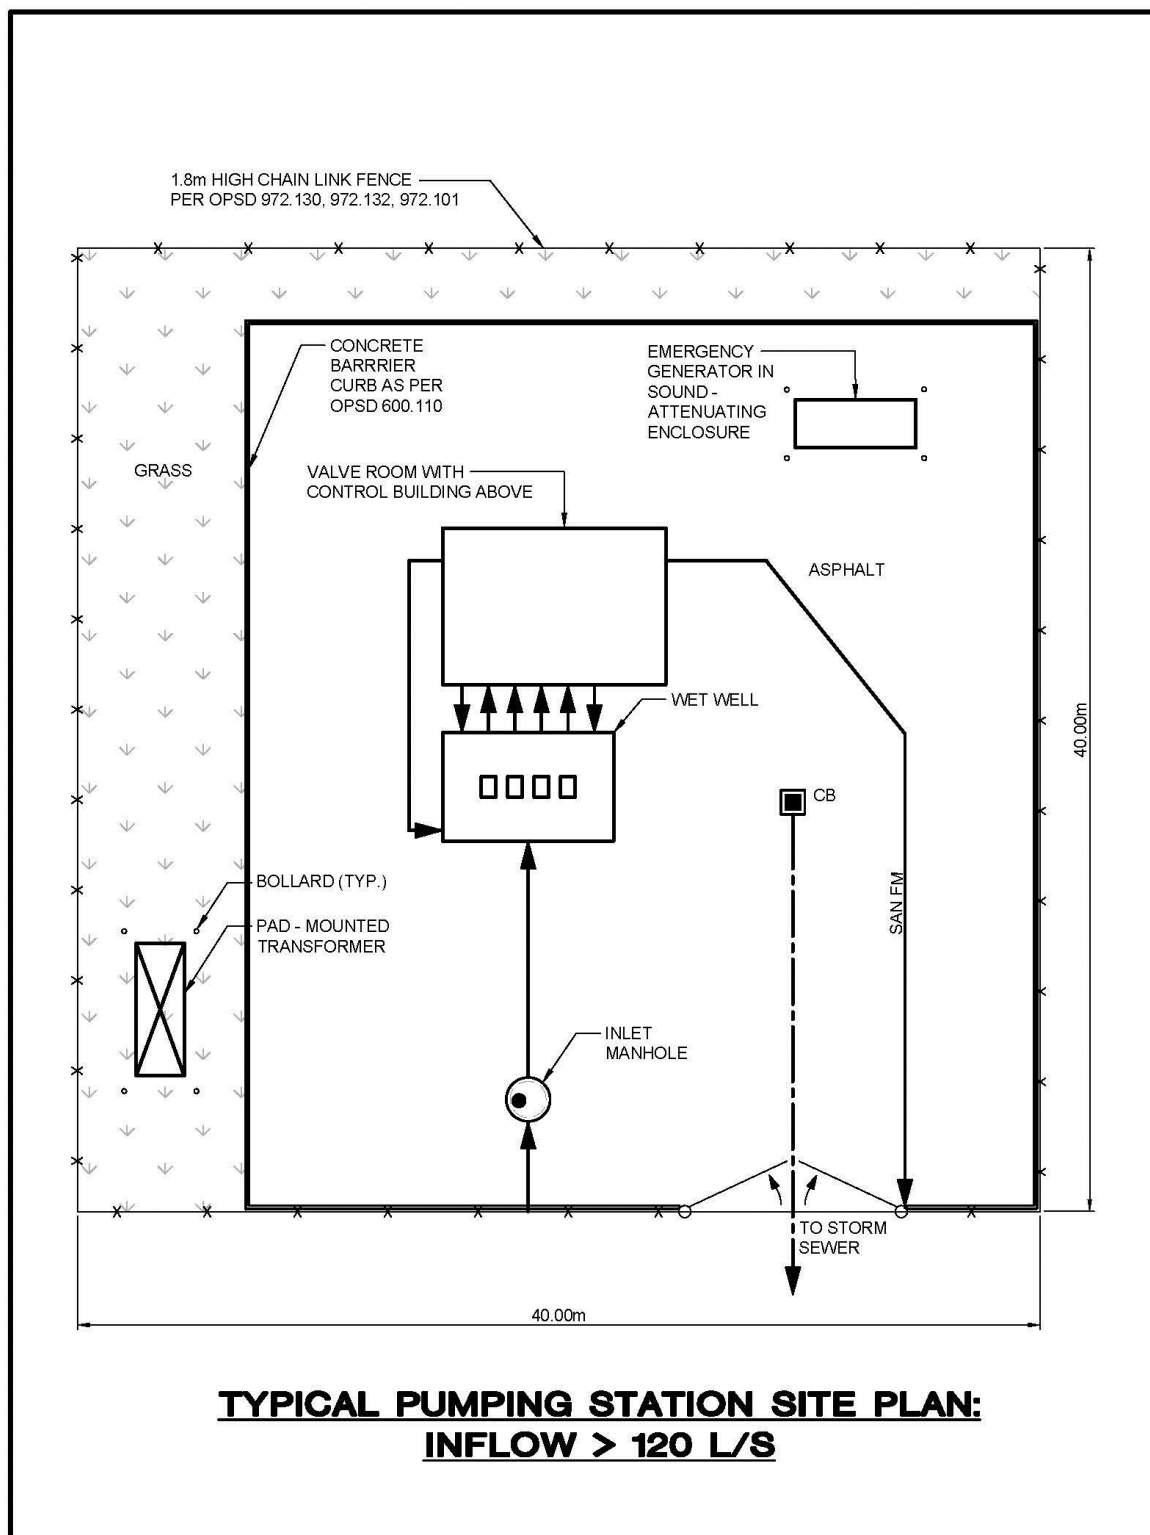 1.8m HIGH CHAIN LINK FENCE
PER OPSD 972.130, 972.132, 972.101
CONCRETE
BARRRIER
CURB AS PER
OPSD 600.110
EMERGENCY
GENERATOR IN
SOUND -
ATTENUATING
ENCLOSURE
GRASS
VALVE ROOM WITH
CONTROL BUILDING ABOVE
ASPHALT
WET WELL
40.00m
CB
BOLLARD (TYP.)
SAN FM
PAD - MOUNTED
TRANSFORMER
INLET
MANHOLE
TO STORM
SEWER
40.00m
TYPICAL PUMPING STATION SITE PLAN:
INFLOW > 120 L/S